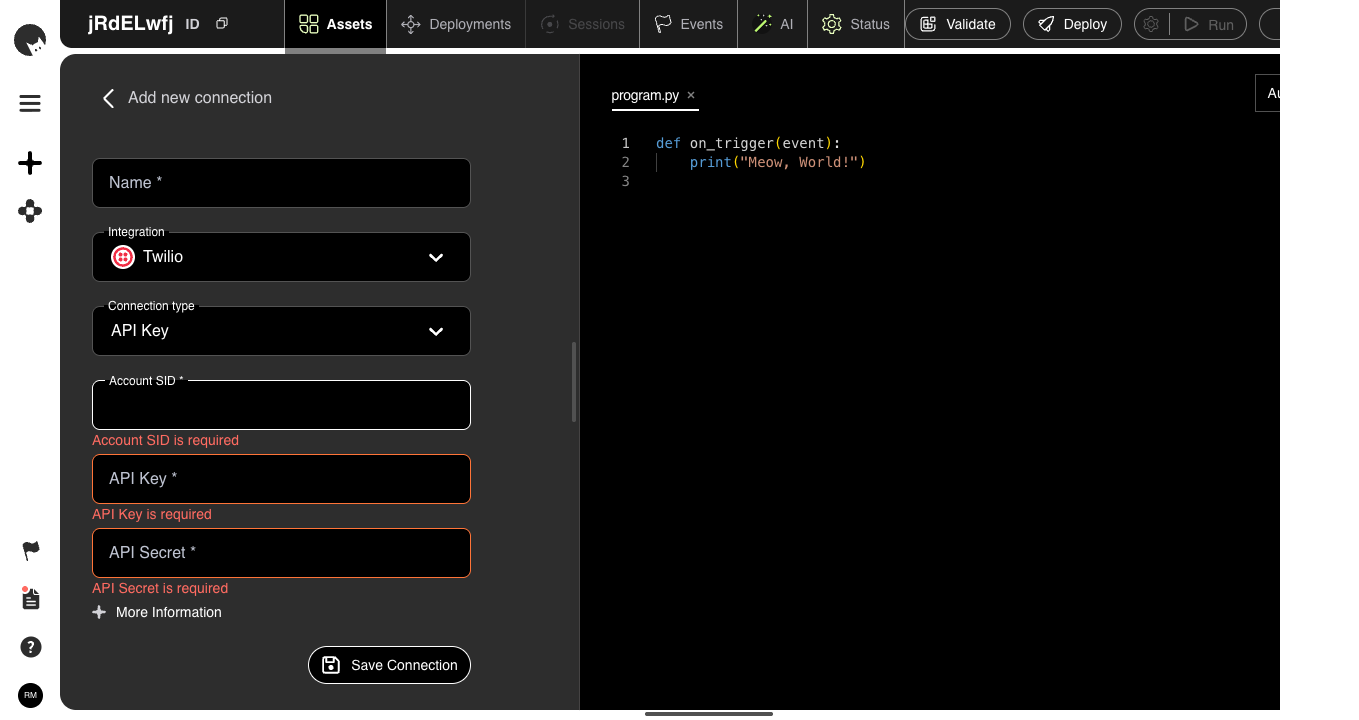 jRdELwfj ID Assets Deployments Sessions Events AI Status Validate Deploy Run
Add new connection
program.py ×
Au
1 def on_trigger(event):
2 print("Meow, World!")
3
Name *
Integration
Twilio
Connection type
API Key
Account SID *
Account SID is required
API Key *
API Key is required
API Secret *
API Secret is required
More Information
Save Connection
?
RM